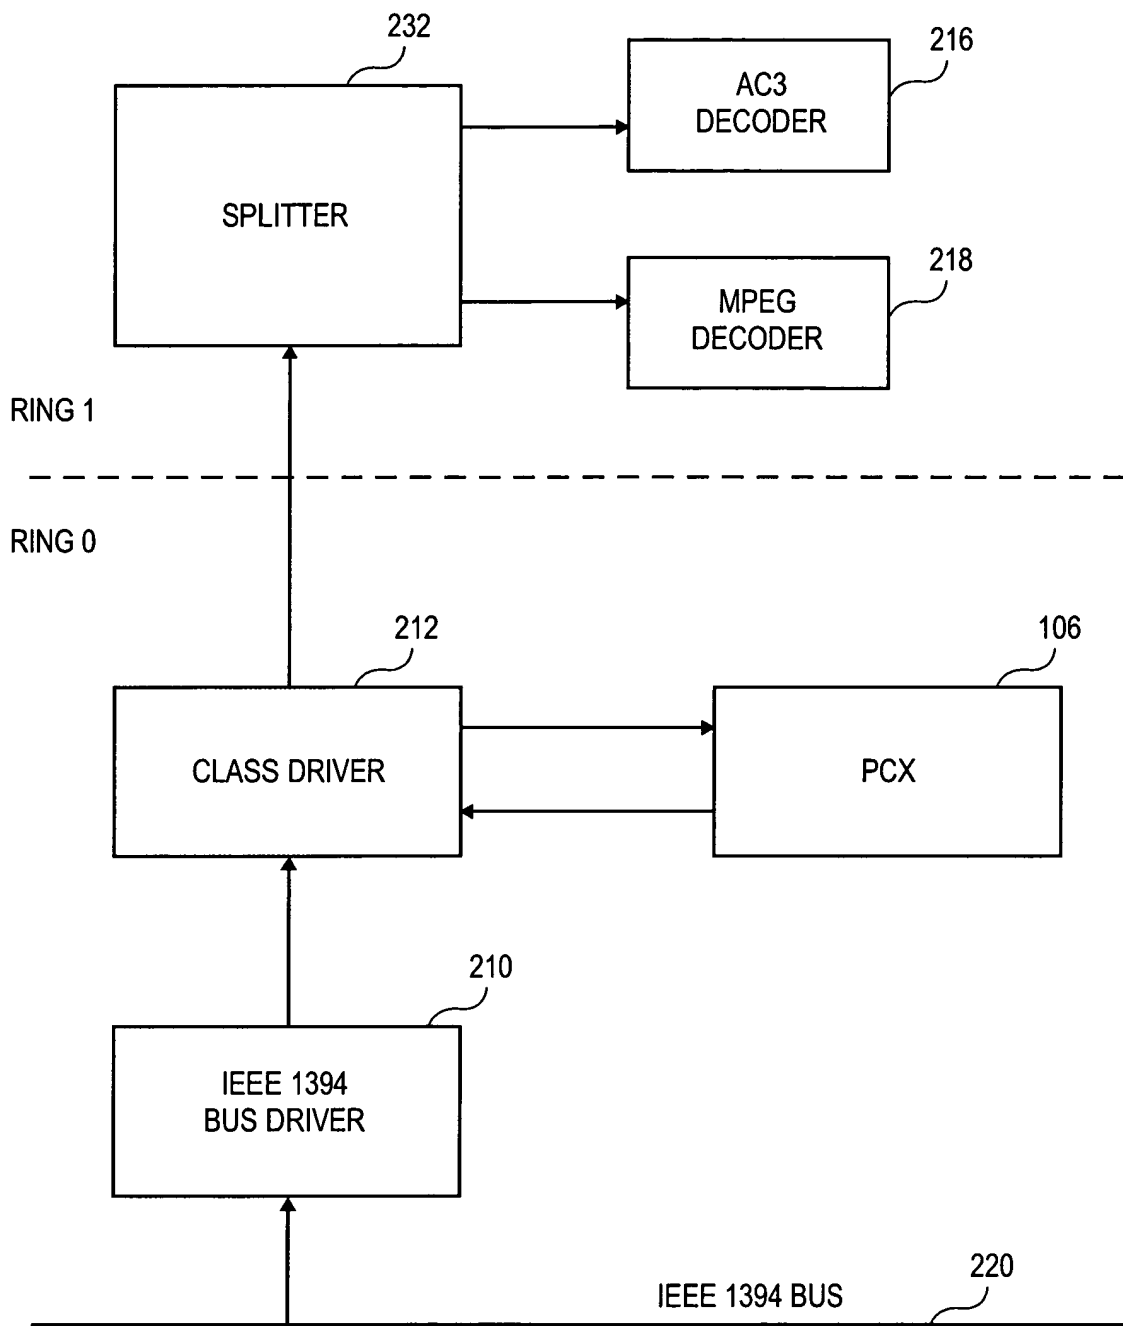 232
216
AC3
DECODER
SPLITTER
218
MPEG
DECODER
RING 1
RING 0
212
106
CLASS DRIVER
PCX
210
IEEE 1394
BUS DRIVER
220
IEEE 1394 BUS